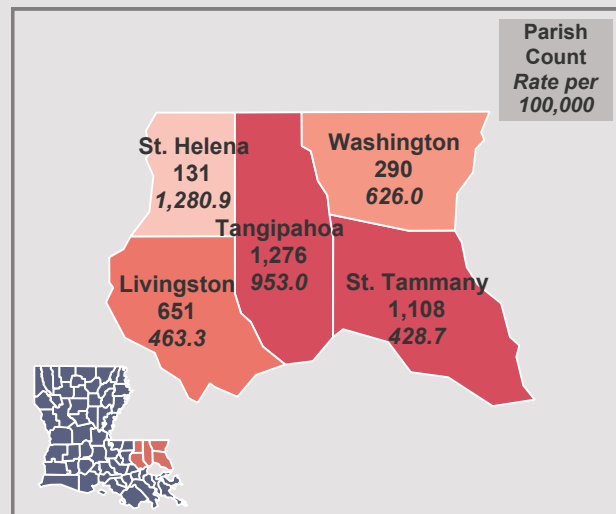 Parish
Count
Rate per
100,000
St. Helena
131
1,280.9
Washington
290
626.0
Tangipahoa
1,276
953.0
Livingston
651
463.3
St. Tammany
1,108
428.7